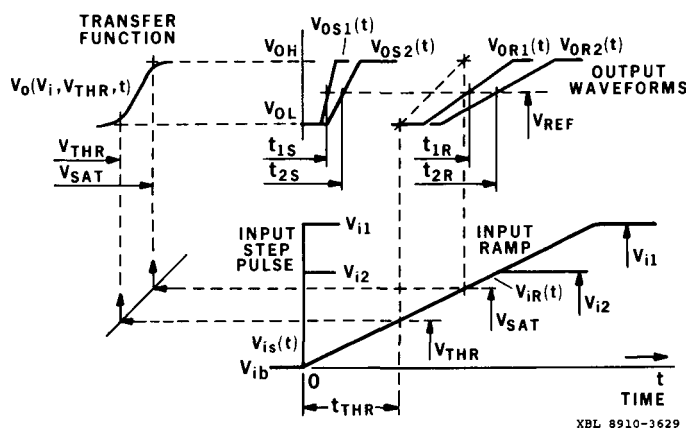 TRANSFER
FUNCTION
V₀(Vᵢ,V_THR,t)
V_THR
V_SAT
V_OH
V_OL
V_OS1(t)
V_OS2(t)
t_1S
t_2S
V_OR1(t)
V_OR2(t)
OUTPUT
WAVEFORMS
V_REF
t_1R
t_2R
INPUT
STEP
PULSE
V_i1
V_i2
INPUT
RAMP
V_i1
V_iR(t)
V_i2
V_SAT
V_is(t)
V_THR
V_ib
0
t
t_THR
TIME
XBL 8910-3629